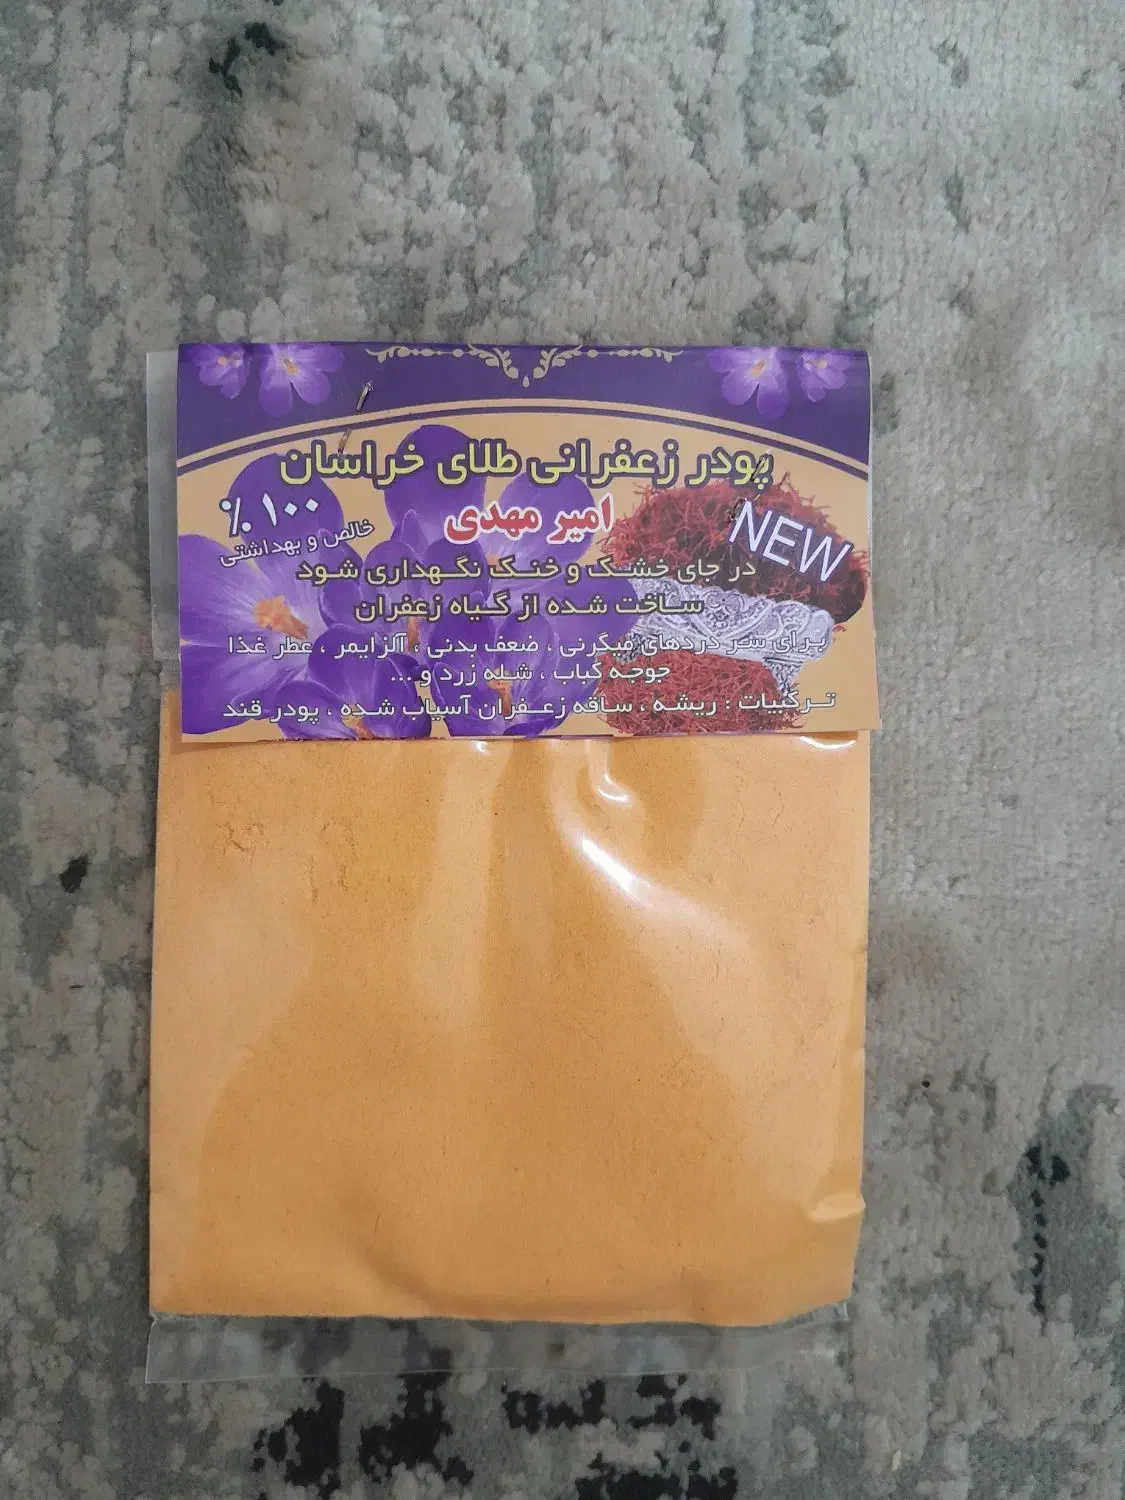 پودر زعفرانی طلای خراسان
٪۱۰۰
خالص و بهداشتی
امیر مهدی
NEW
در جای خشک و خنک نگهداری شود
ساخت شده از گیاه زعفران
برای سر دردهای میگرنی ، ضعف بدنی ، آلزایمر ، عطر غذا
جوجه کباب ، شله زرد و ...
ترکیبات : ریشه ، ساقه زعفران آسیاب شده ، پودر قند